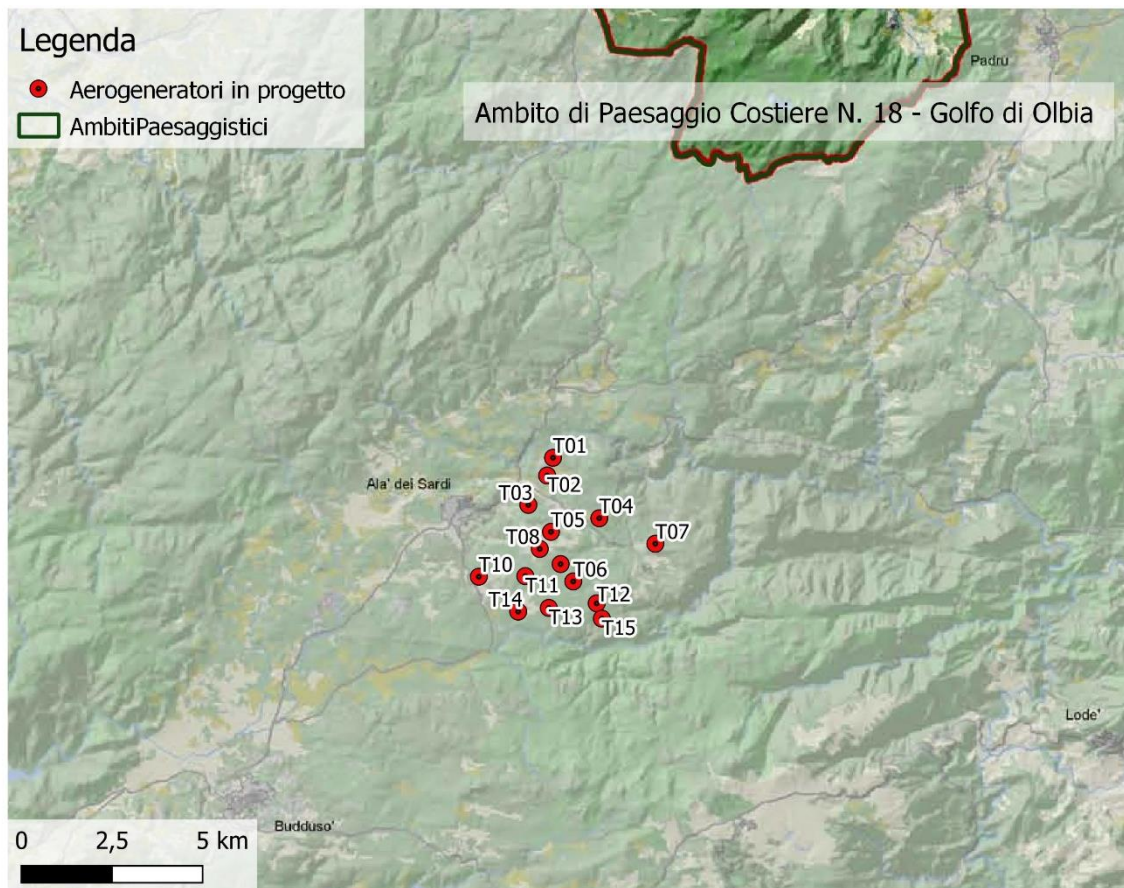 Legenda
Aerogeneratori in progetto
AmbitiPaesaggistici
Padru
Ambito di Paesaggio Costiere N. 18 - Golfo di Olbia
T01
T02
Ala' dei Sardi
T03
T04
T05
T07
T08
T06
T10
T11
T12
T14
T13
T15
Lode'
Budduso'
0 2,5 5 km